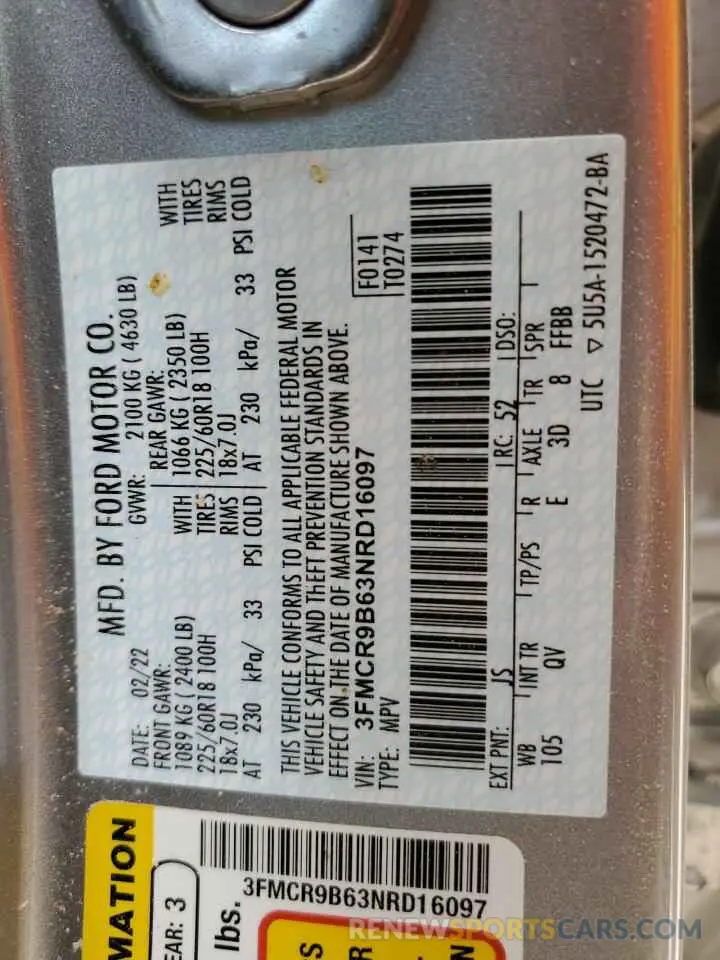 MFD. BY FORD MOTOR CO.
DATE: 02/22 GVWR: 2100 KG ( 4630 LB)
FRONT GAWR: REAR GAWR:
1089 KG ( 2400 LB) WITH 1066 KG ( 2350 LB) WITH
225/60R18 100H TIRES 225/60R18 100H TIRES
18x7.0J RIMS 18x7.0J RIMS
AT 230 kPa/ 33 PSI COLD AT 230 kPa/ 33 PSI COLD
THIS VEHICLE CONFORMS TO ALL APPLICABLE FEDERAL MOTOR
VEHICLE SAFETY AND THEFT PREVENTION STANDARDS IN
EFFECT ON THE DATE OF MANUFACTURE SHOWN ABOVE.
VIN: 3FMCR9B63NRD16097 F0141
TYPE: MPV T0274
EXT PNT: JS RC: 52 DSO:
WB INT TR TP/PS R AXLE TR SPR
105 QV E 3D 8 FFBB
UTC ▽ 5U5A-1520472-BA
MATION
EAR: 3
lbs.
3FMCR9B63NRD16097
S
R
N
RENEWSPORTSCARS.COM